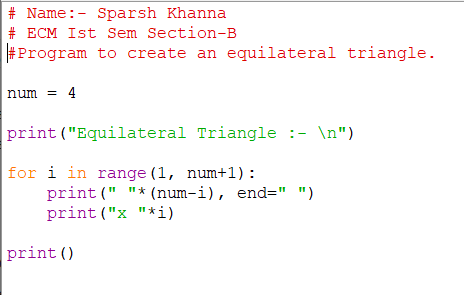 # Name:- Sparsh Khanna
# ECM Ist Sem Section-B
#Program to create an equilateral triangle.
num = 4
print("Equilateral Triangle :- \n")
for i in range(1, num+1):
    print(" "*(num-i), end=" ")
    print("x "*i)
print()